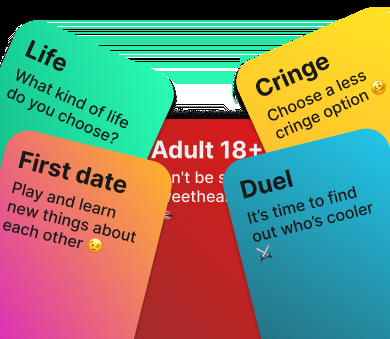 Life
What kind of life
do you choose?
Cringe
Choose a less
cringe option 🥴
Adult 18+
First date
Play and learn
new things about
each other 😉
Duel
It's time to find
out who's cooler
⚔️